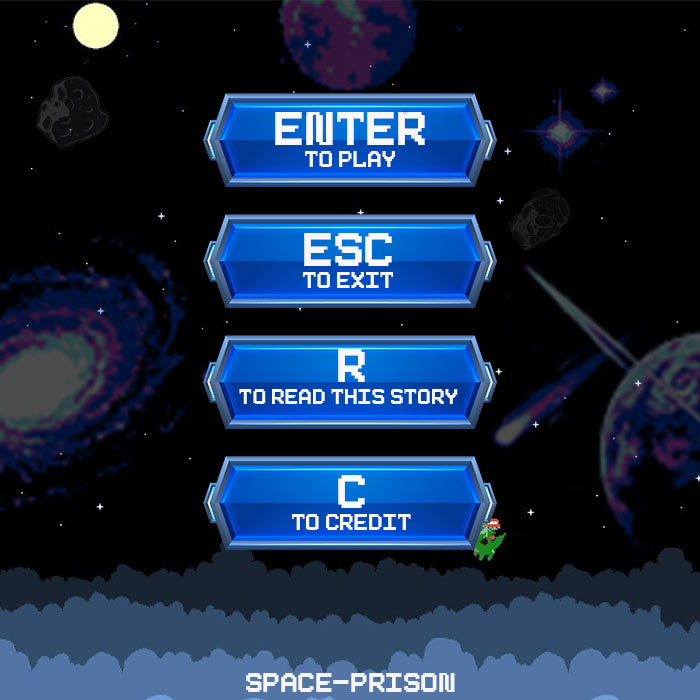 ENTER
TO PLAY
ESC
TO EXIT
R
TO READ THIS STORY
C
TO CREDIT
SPACE-PRISON